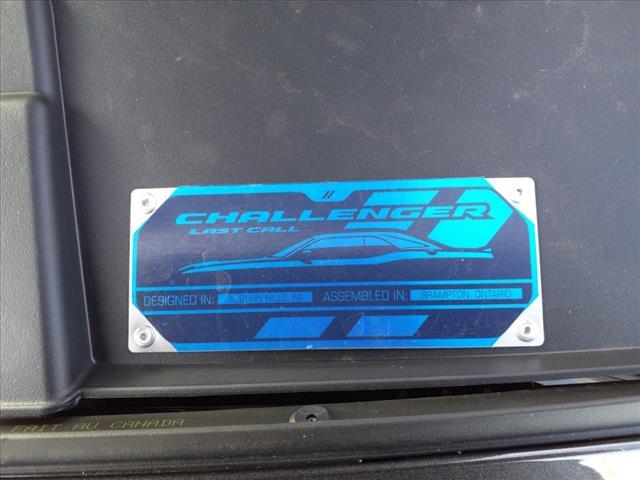 CHALLENGER
LAST CALL
DESIGNED IN: AUBURN HILLS, MI ASSEMBLED IN: BRAMPTON, ONTARIO
FAIT AU CANADA